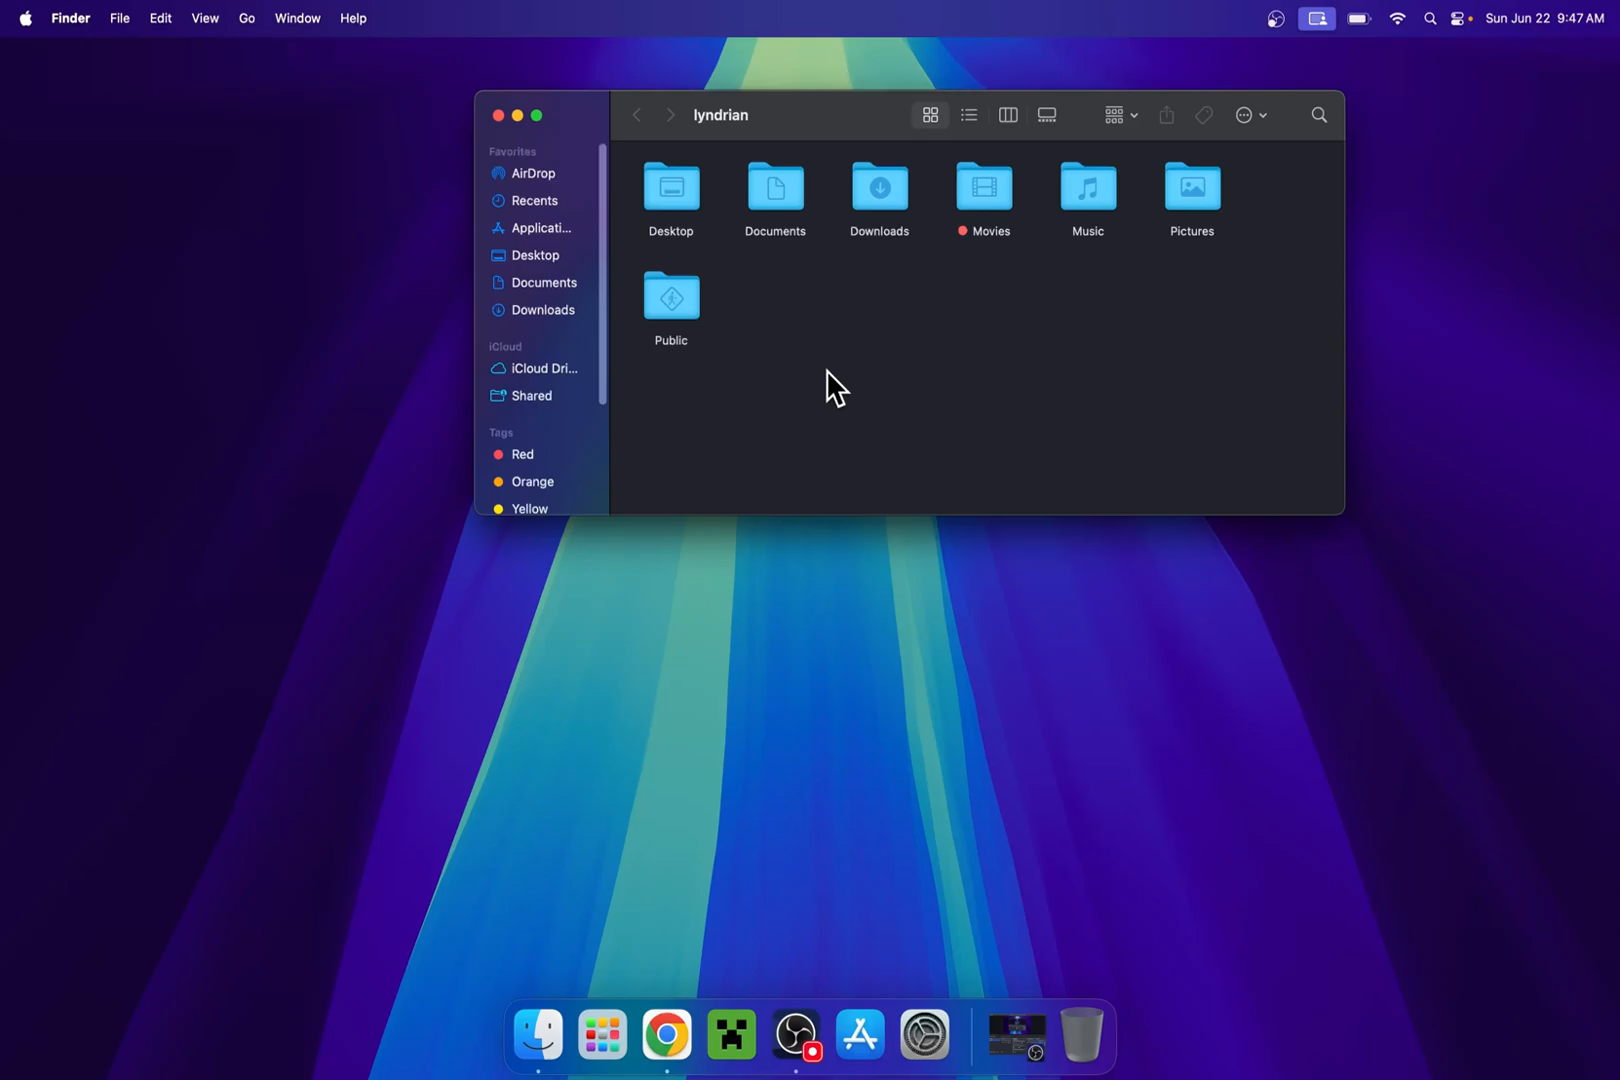 Finder File Edit View Go Window Help Sun Jun 22 9:47 AM
lyndrian
Favorites
AirDrop
Recents
Applicati...
Desktop
Documents
Downloads
iCloud
iCloud Dri...
Shared
Tags
Red
Orange
Yellow
Desktop Documents Downloads Movies Music Pictures
Public